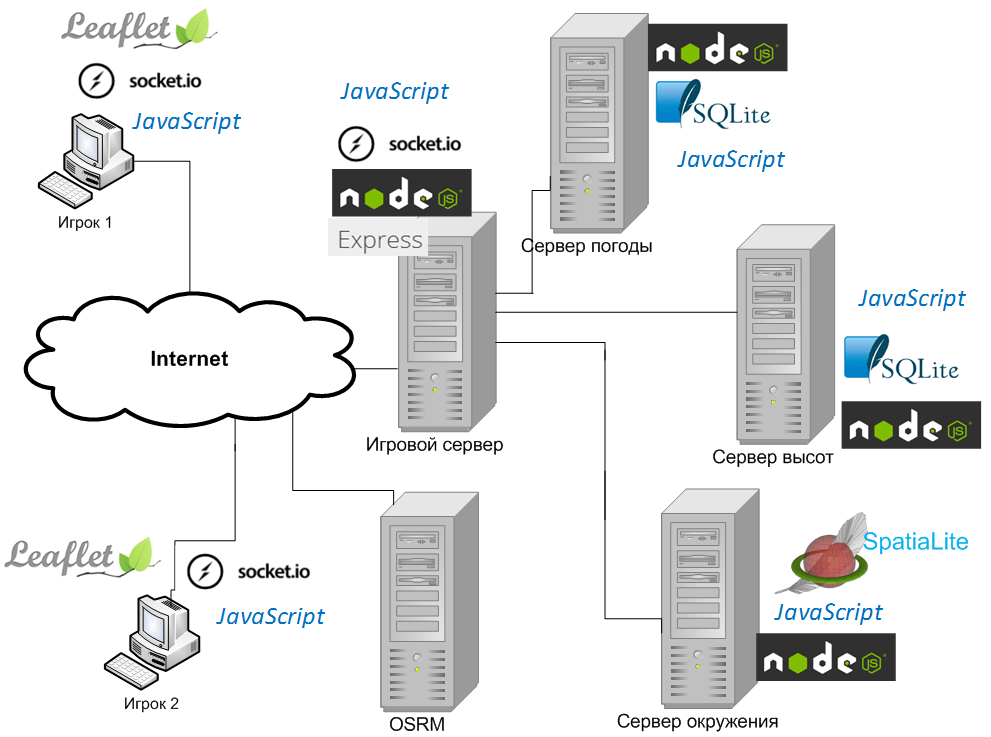 Leaflet
socket.io
JavaScript
Игрок 1
JavaScript
socket.io
node JS
Express
Игровой сервер
node JS
SQLite
JavaScript
Сервер погоды
JavaScript
SQLite
node JS
Сервер высот
Internet
Leaflet
socket.io
JavaScript
Игрок 2
OSRM
SpatiaLite
JavaScript
node JS
Сервер окружения